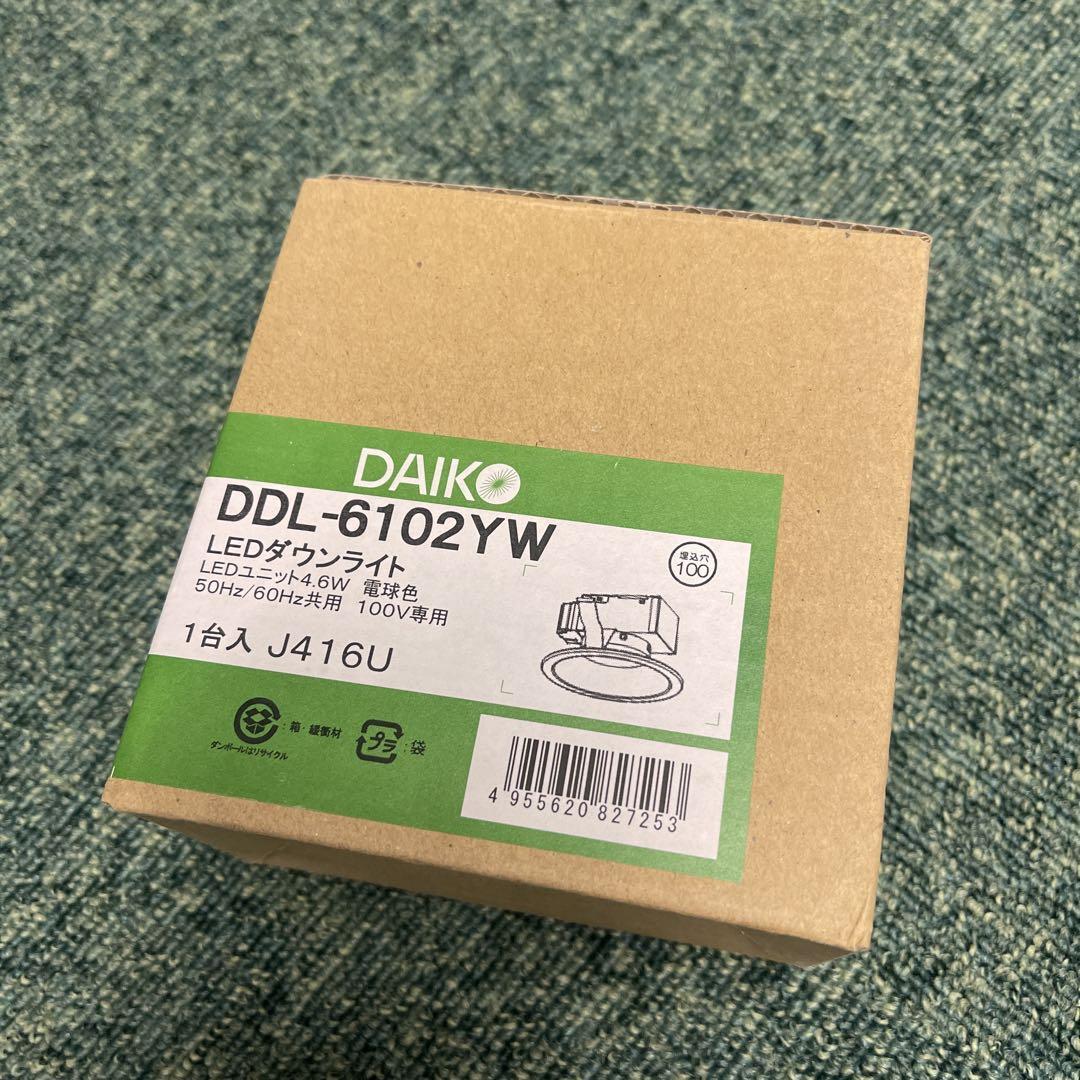 DAIKO
DDL-6102YW
LEDダウンライト
LEDユニット4.6W 電球色
50Hz/60Hz共用 100V専用
1台入 J416U
埋込穴
100
:箱・緩衝材
ダンボールはリサイクル
プラ
:袋
4 955620 827253